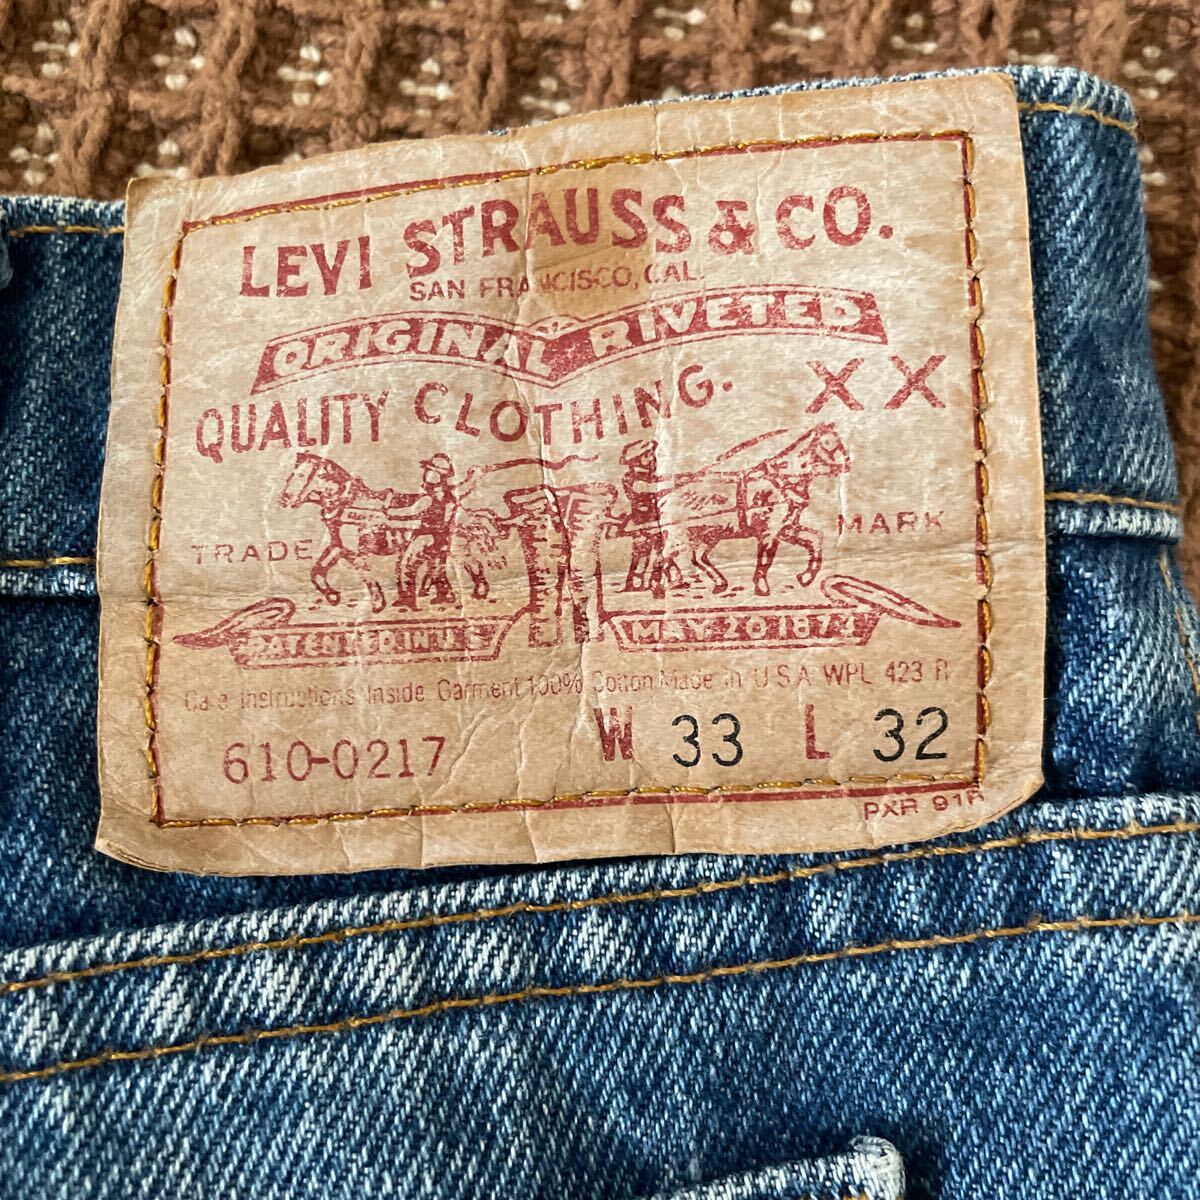 LEVI STRAUSS & CO.
SAN FRANCISCO, CAL.
ORIGINAL RIVETED
QUALITY CLOTHING. XX
TRADE MARK
PATENTED IN U.S. MAY 20 1873
Care Instructions Inside Garment 100% Cotton Made in U S A WPL 423 R
610-0217 W 33 L 32
PXR 91R